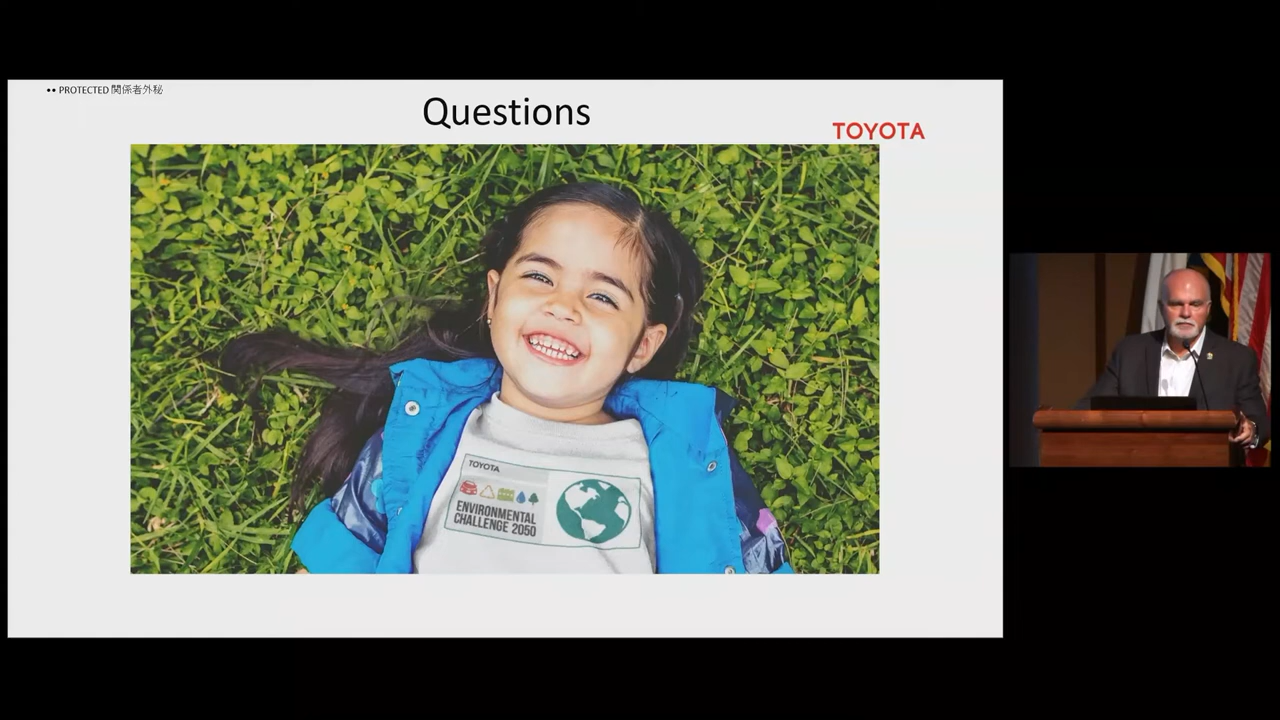 •• PROTECTED 関係者外秘
Questions
TOYOTA
TOYOTA
ENVIRONMENTAL
CHALLENGE 2050